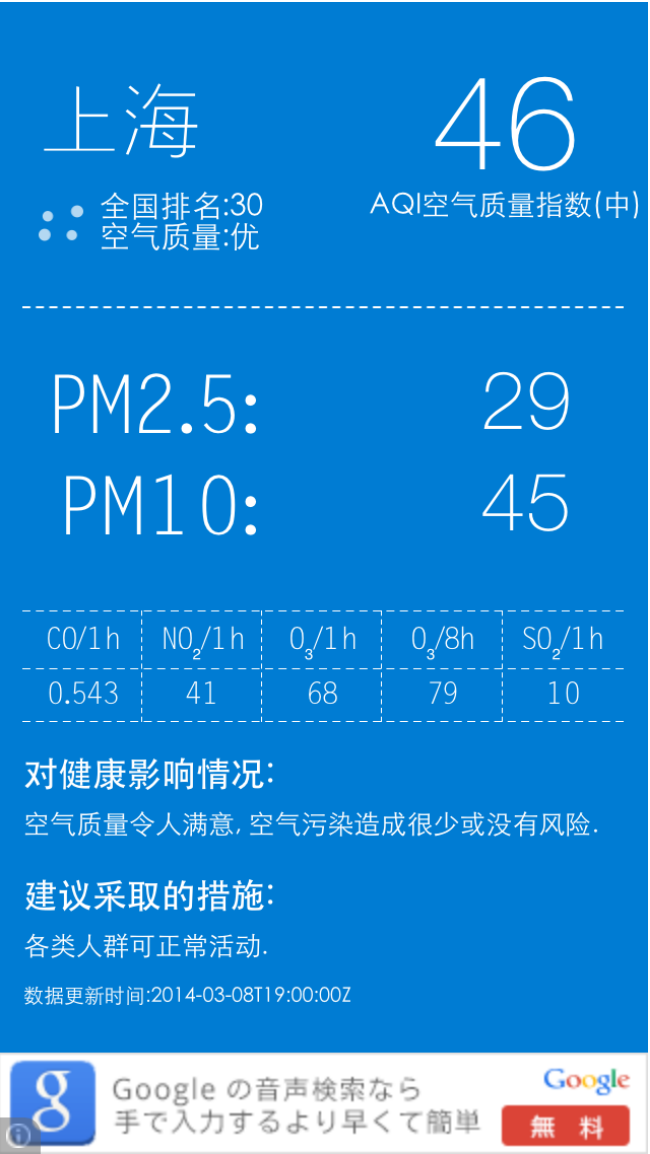 上海
46
全国排名:30
AQI空气质量指数(中)
空气质量:优
PM2.5:
29
PM10:
45
CO/1h NO₂/1h O₃/1h O₃/8h SO₂/1h
0.543 41 68 79 10
对健康影响情况:
空气质量令人满意, 空气污染造成很少或没有风险.
建议采取的措施:
各类人群可正常活动.
数据更新时间:2014-03-08T19:00:00Z
g
Google の音声検索なら
手で入力するより早くて簡単
Google
無料